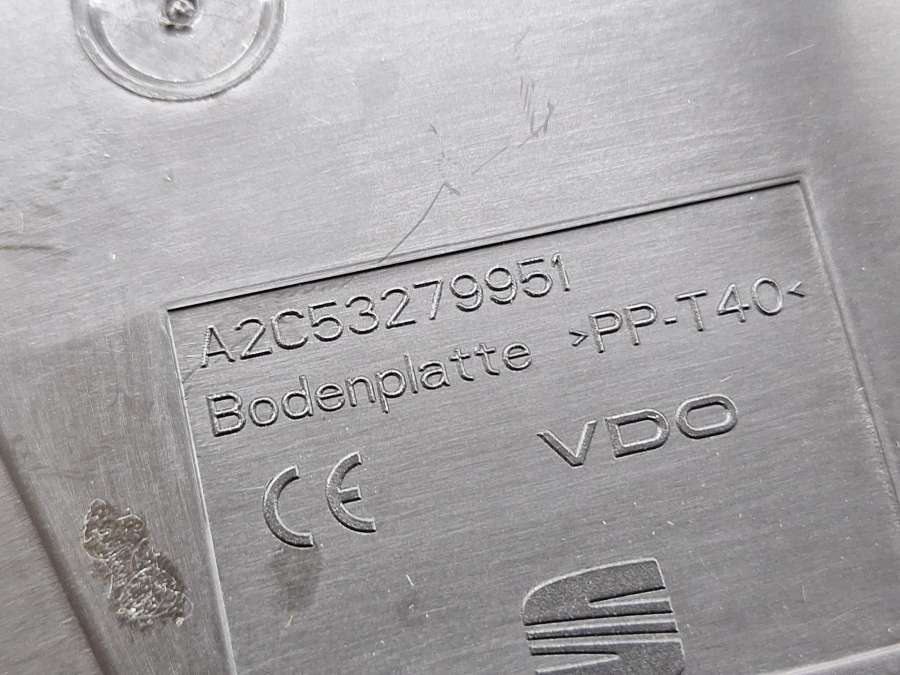 A2C53279951
Bodenplatte >PP-T40<
CE VDO